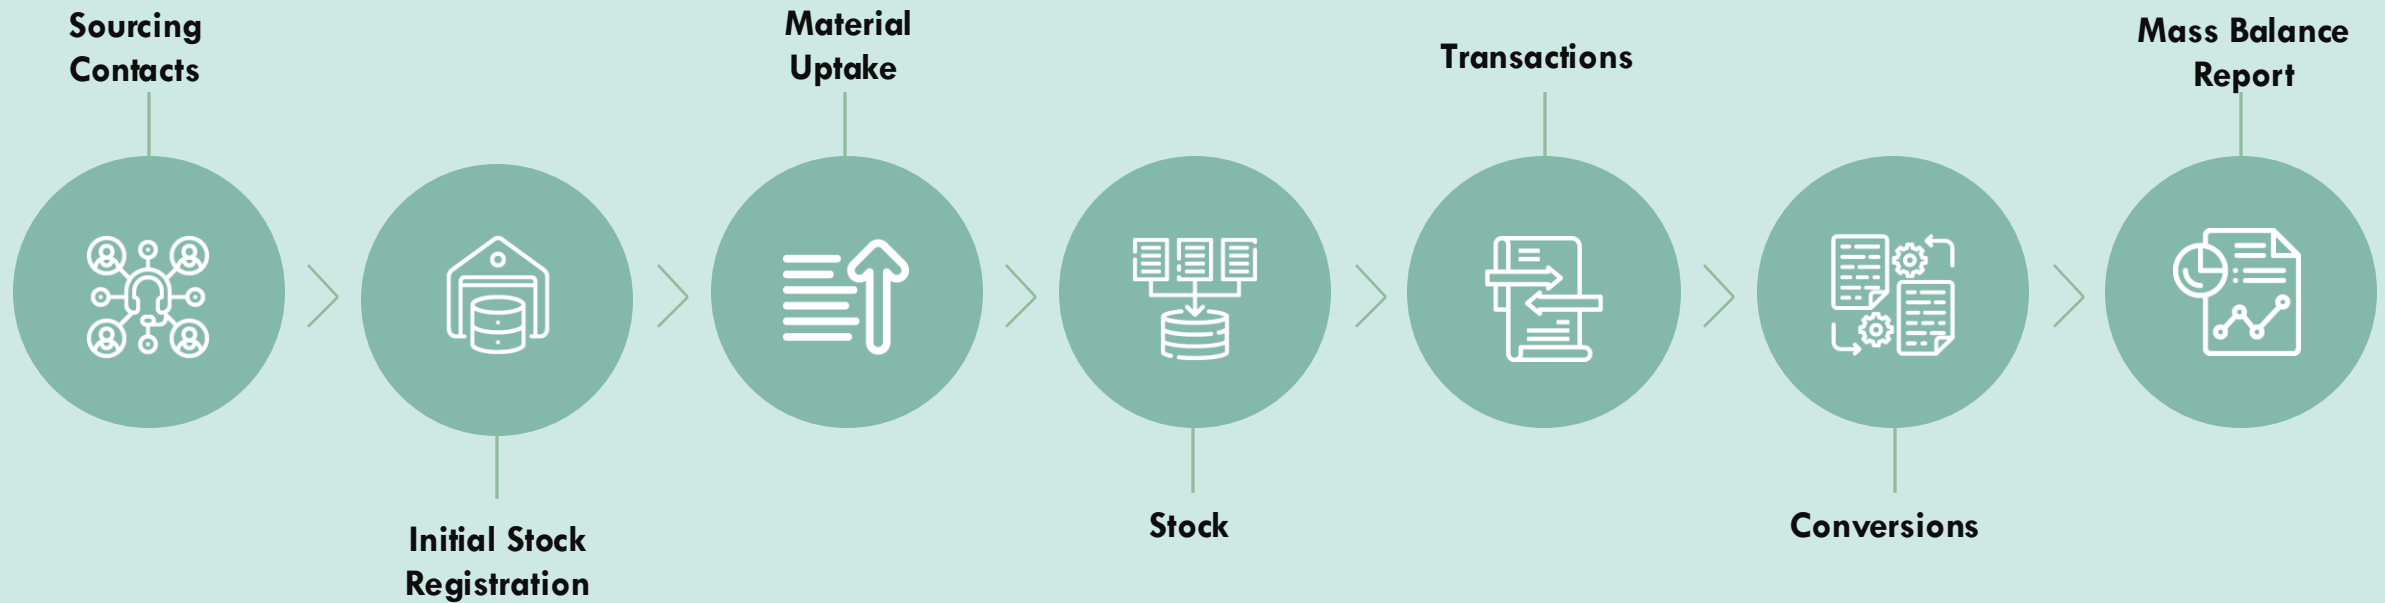 Sourcing
Contacts
Initial Stock
Registration
Material
Uptake
Stock
Transactions
Conversions
Mass Balance
Report